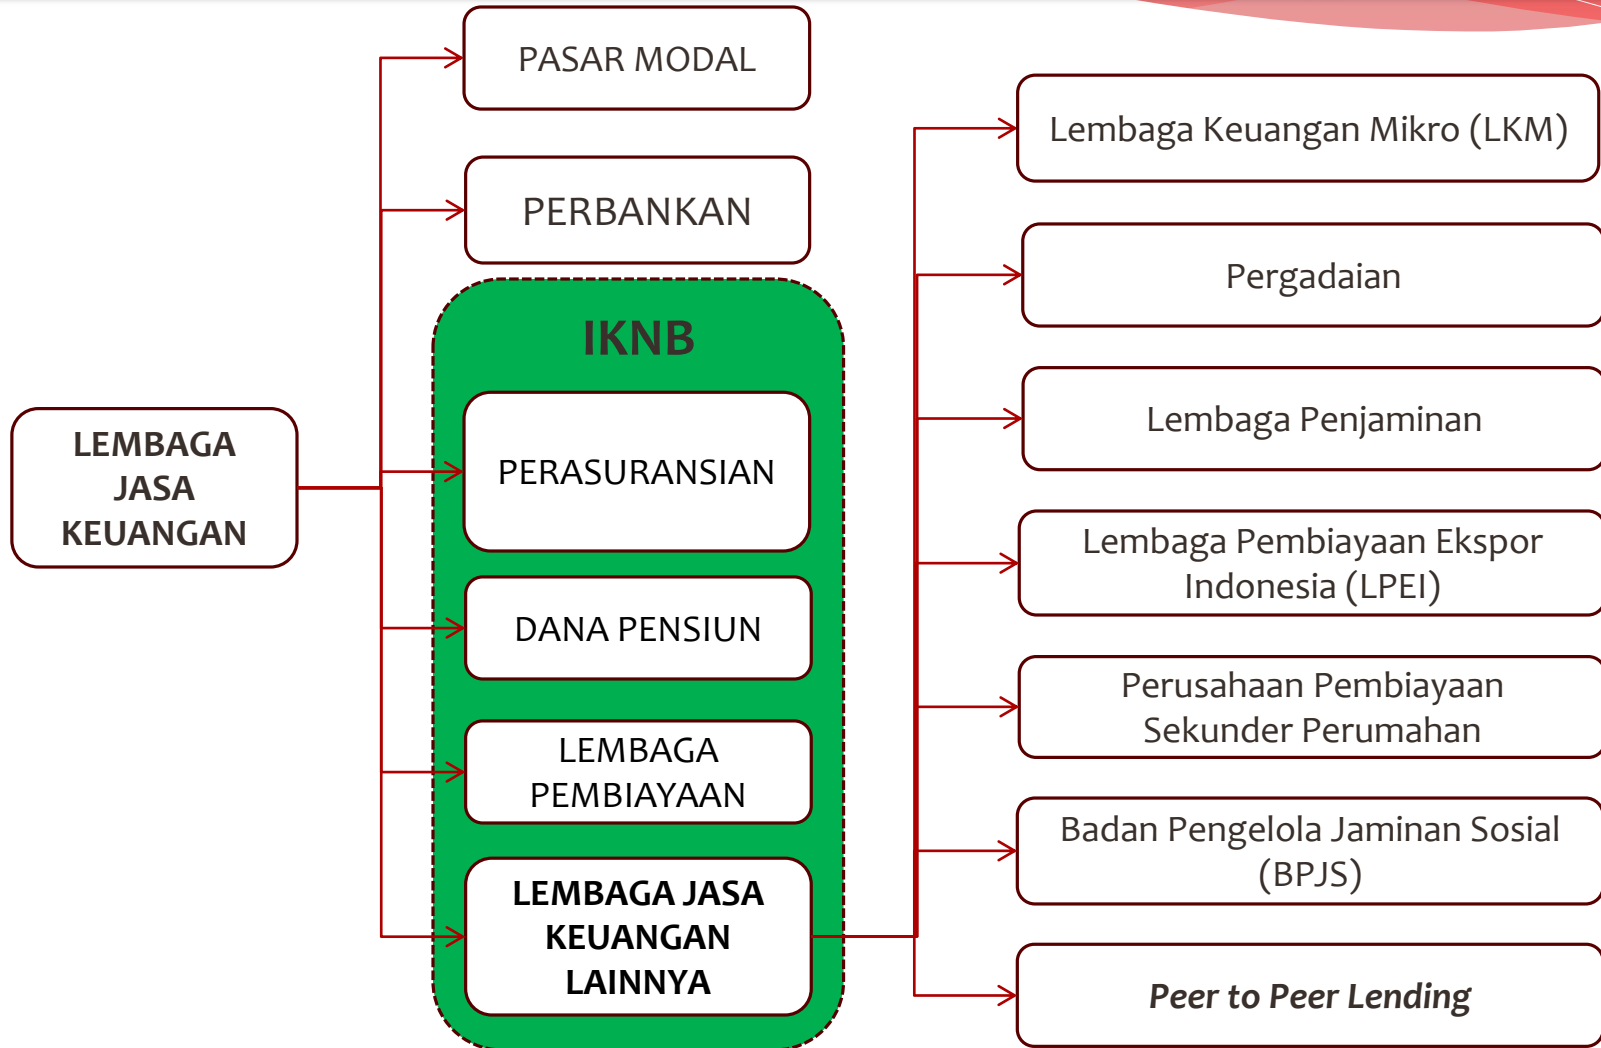 PASAR MODAL
PERBANKAN
IKNB
LEMBAGA
JASA
KEUANGAN
PERASURANSIAN
DANA PENSIUN
LEMBAGA
PEMBIAYAAN
LEMBAGA JASA
KEUANGAN
LAINNYA
Lembaga Keuangan Mikro (LKM)
Pergadaian
Lembaga Penjaminan
Lembaga Pembiayaan Ekspor
Indonesia (LPEI)
Perusahaan Pembiayaan
Sekunder Perumahan
Badan Pengelola Jaminan Sosial
(BPJS)
Peer to Peer Lending